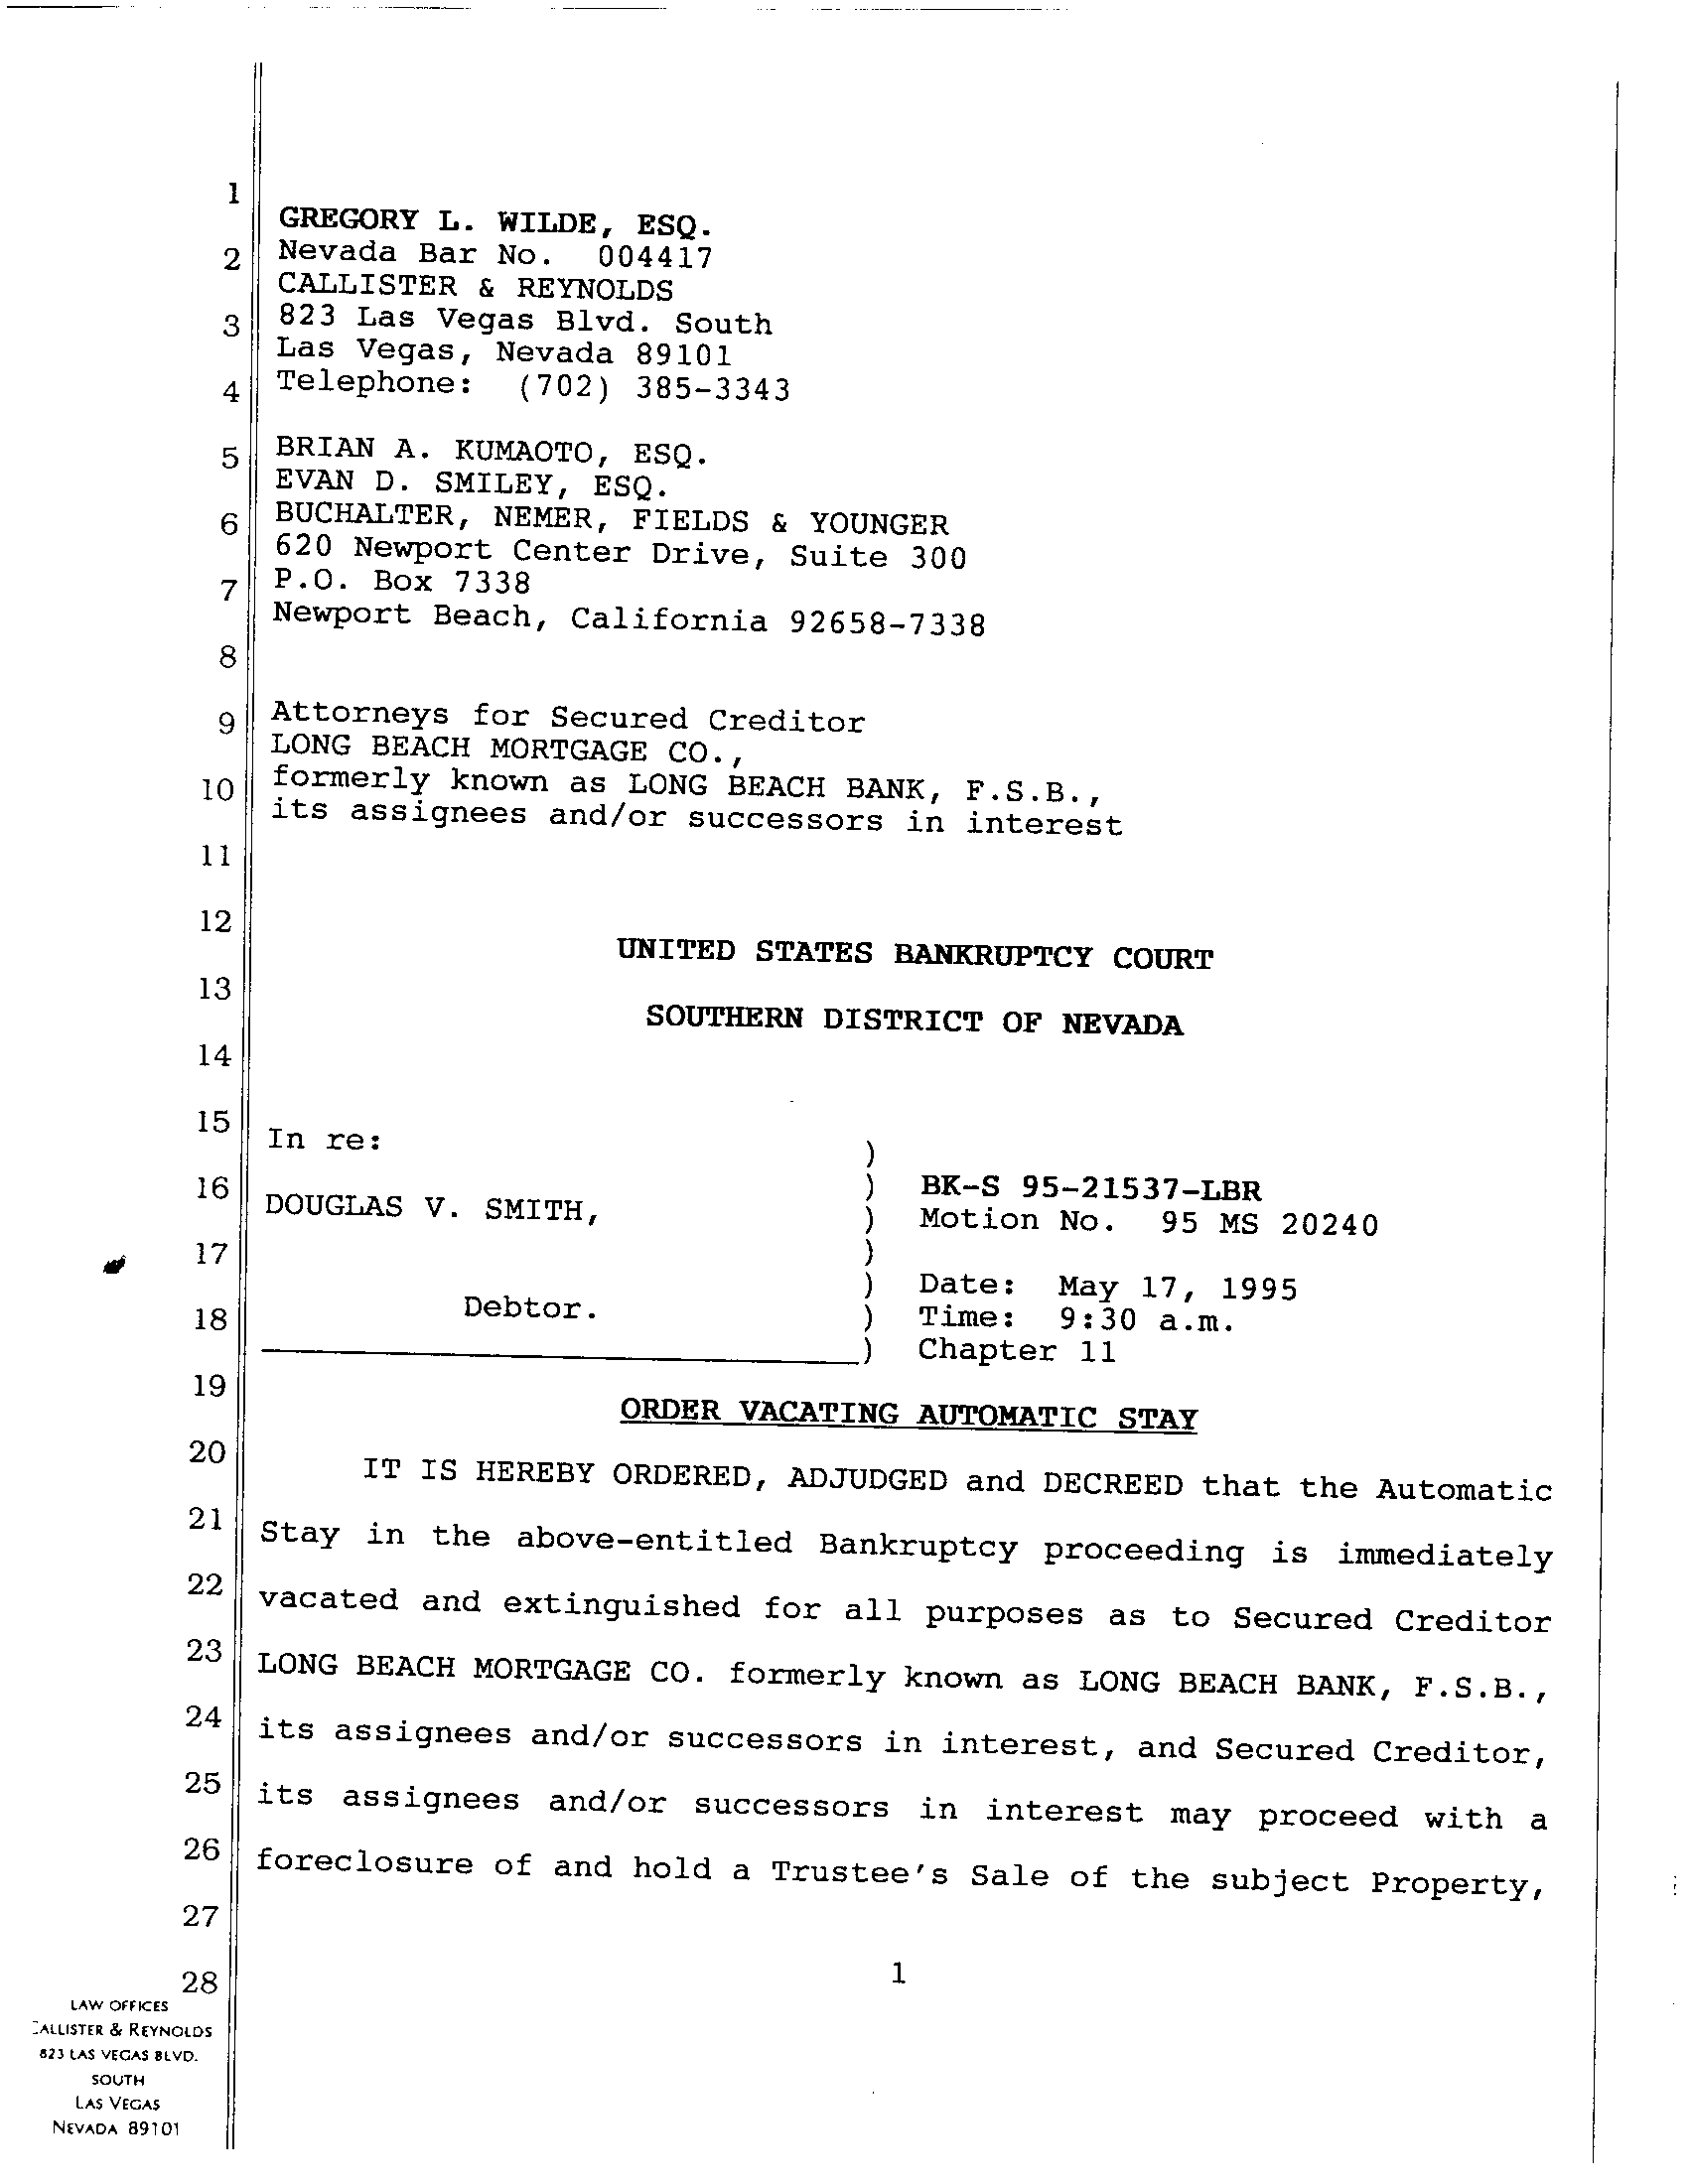 1
GREGORY L. WILDE, ESQ.
2 Nevada Bar No. 004417
CALLISTER & REYNOLDS
3 823 Las Vegas Blvd. South
Las Vegas, Nevada 89101
4 Telephone: (702) 385-3343
5 BRIAN A. KUMAOTO, ESQ.
EVAN D. SMILEY, ESQ.
6 BUCHALTER, NEMER, FIELDS & YOUNGER
620 Newport Center Drive, Suite 300
7 P.O. Box 7338
Newport Beach, California 92658-7338
8
9 Attorneys for Secured Creditor
LONG BEACH MORTGAGE CO.,
10 formerly known as LONG BEACH BANK, F.S.B.,
its assignees and/or successors in interest
11
12
UNITED STATES BANKRUPTCY COURT
13
SOUTHERN DISTRICT OF NEVADA
14
15
In re: )
16 ) BK-S 95-21537-LBR
DOUGLAS V. SMITH, ) Motion No. 95 MS 20240
17 )
) Date: May 17, 1995
18 Debtor. ) Time: 9:30 a.m.
) Chapter 11
19
ORDER VACATING AUTOMATIC STAY
20 IT IS HEREBY ORDERED, ADJUDGED and DECREED that the Automatic
21 Stay in the above-entitled Bankruptcy proceeding is immediately
22 vacated and extinguished for all purposes as to Secured Creditor
23 LONG BEACH MORTGAGE CO. formerly known as LONG BEACH BANK, F.S.B.,
24 its assignees and/or successors in interest, and Secured Creditor,
25 its assignees and/or successors in interest may proceed with a
26 foreclosure of and hold a Trustee's Sale of the subject Property,
27
28 1
LAW OFFICES
CALLISTER & REYNOLDS
823 LAS VEGAS BLVD.
SOUTH
LAS VEGAS
NEVADA 89101